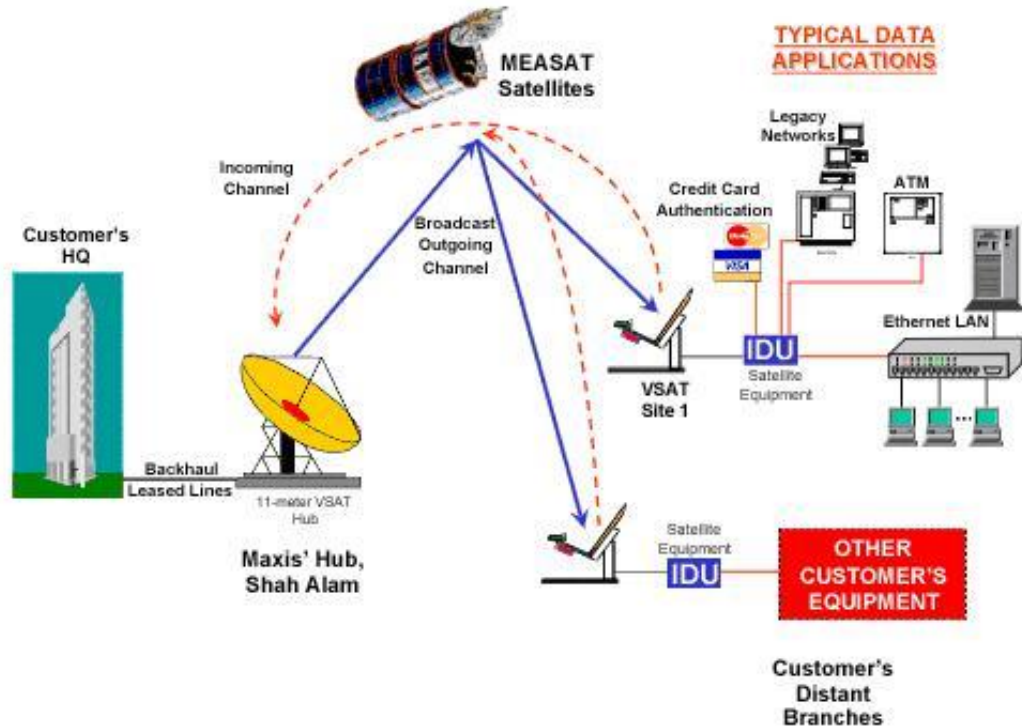 TYPICAL DATA
APPLICATIONS
MEASAT
Satellites
Legacy
Networks
Incoming
Channel
Credit Card
Authentication
ATM
Customer's
HQ
Broadcast
Outgoing
Channel
VISA
Ethernet LAN
IDU
Satellite
Equipment
VSAT
Site 1
Backhaul
Leased Lines
11-meter VSAT
Hub
Maxis' Hub,
Shah Alam
Satellite
Equipment
IDU
OTHER
CUSTOMER'S
EQUIPMENT
Customer's
Distant
Branches